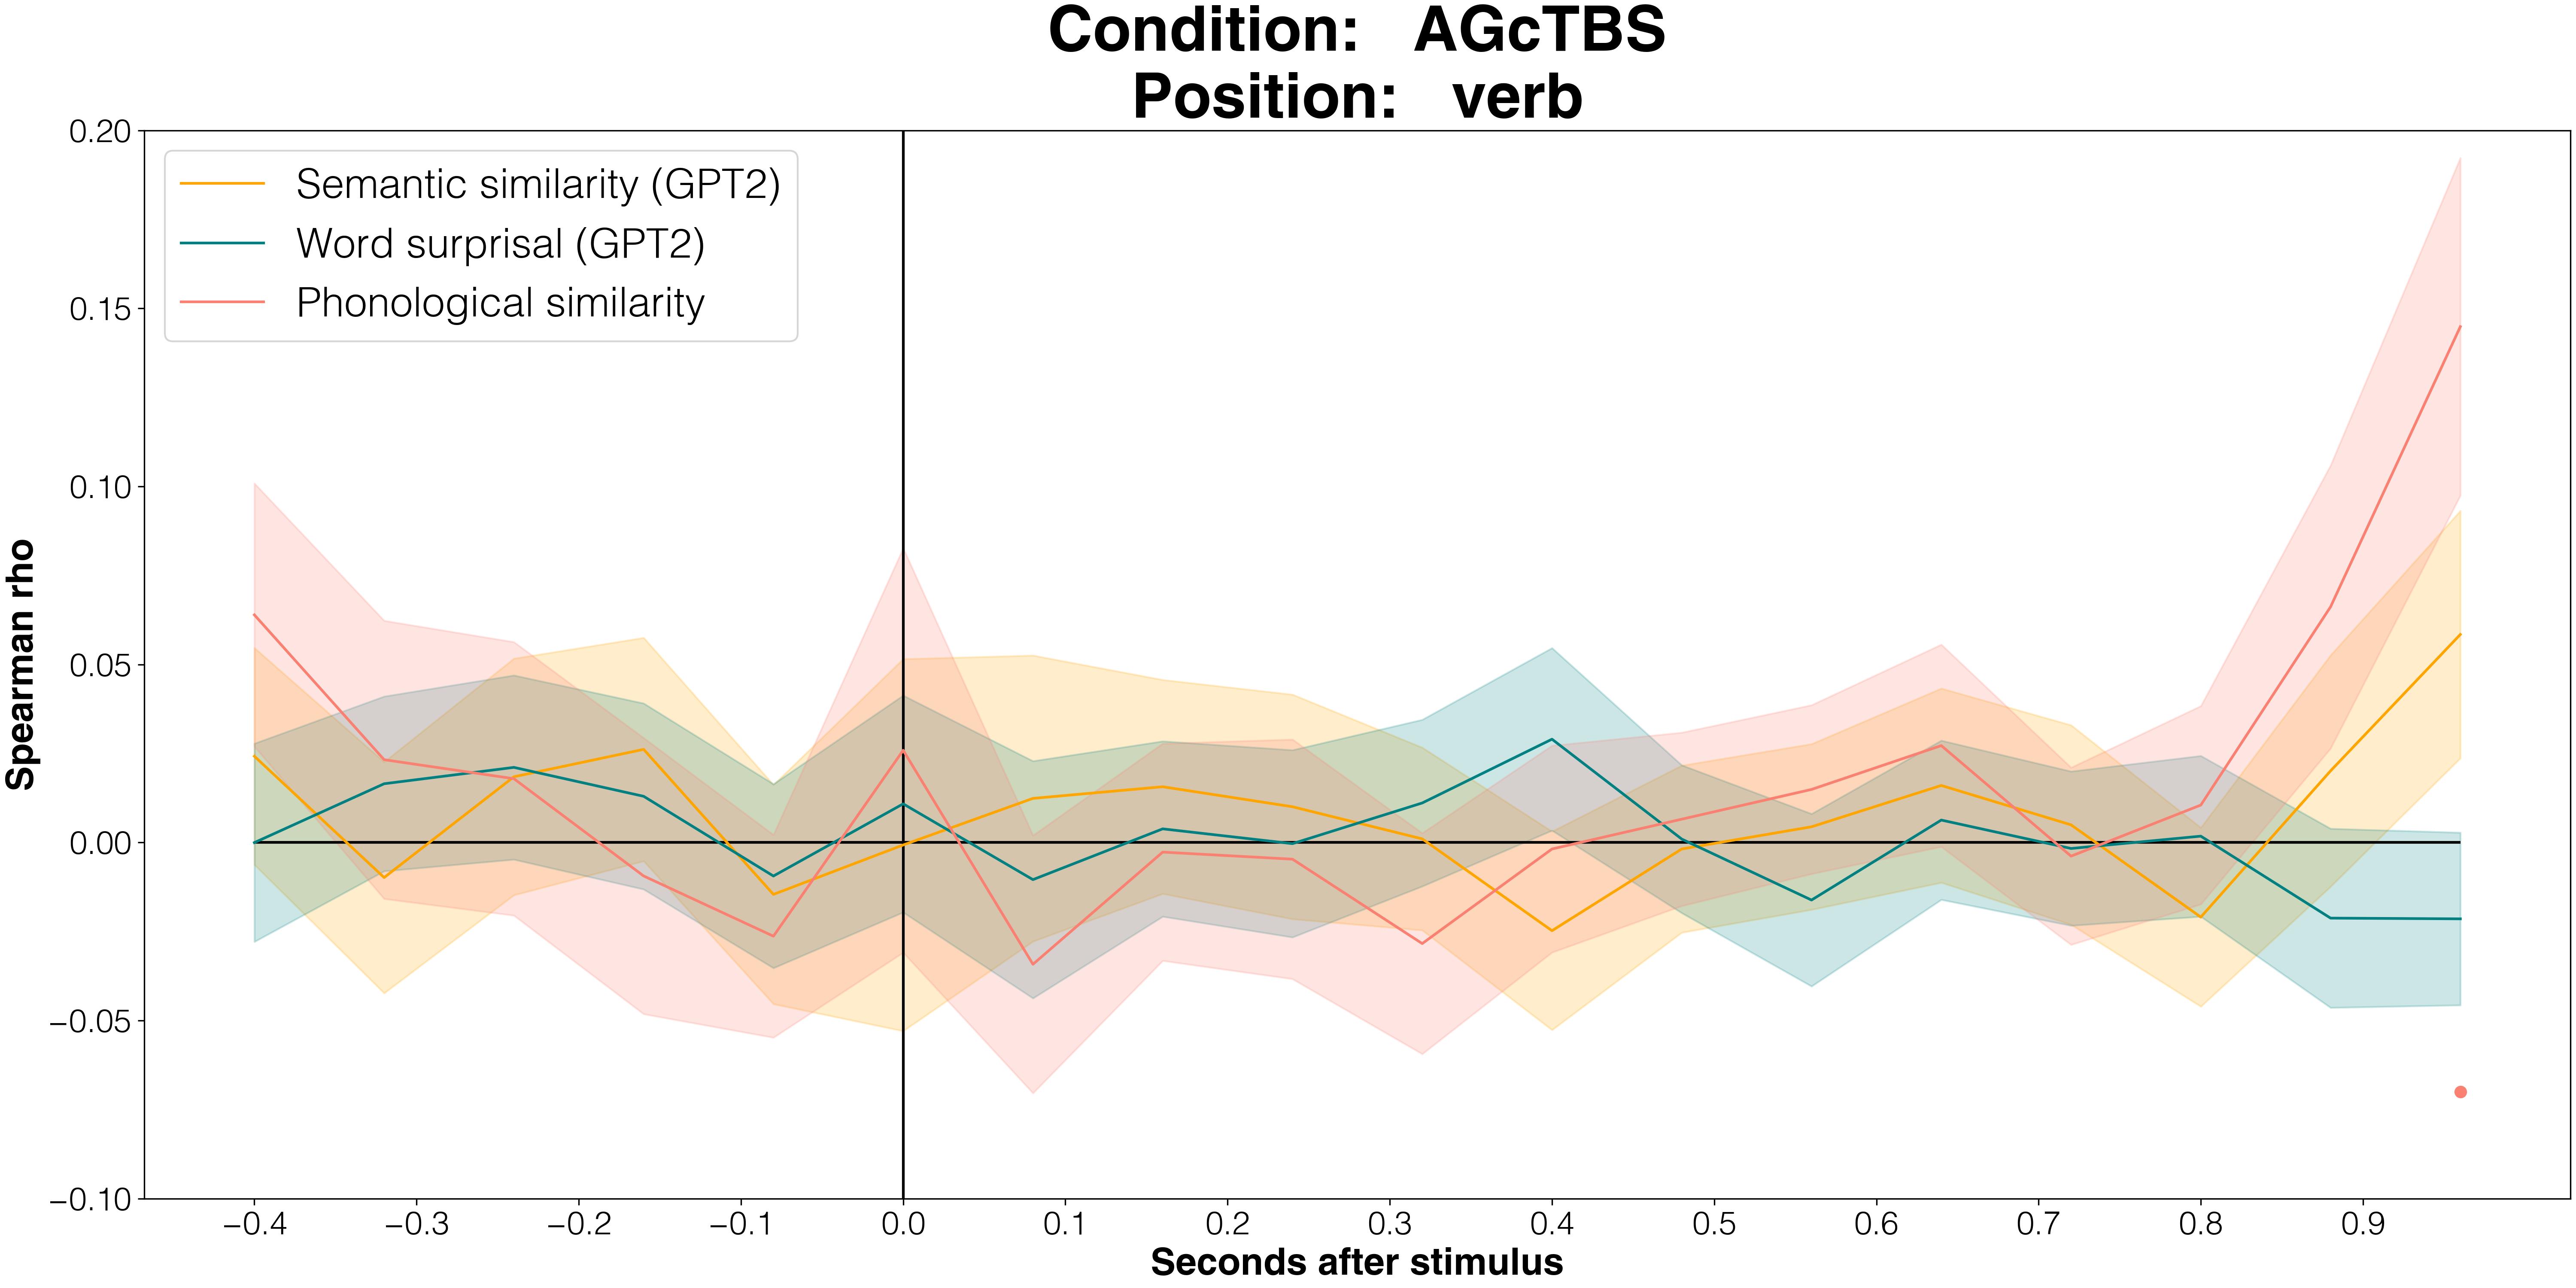 Condition:   AGcTBS
Position:   verb
0.20
0.15
0.10
0.05
0.00
−0.05
−0.10
Spearman rho
Semantic similarity (GPT2)
Word surprisal (GPT2)
Phonological similarity
−0.4 −0.3 −0.2 −0.1 0.0 0.1 0.2 0.3 0.4 0.5 0.6 0.7 0.8 0.9
Seconds after stimulus